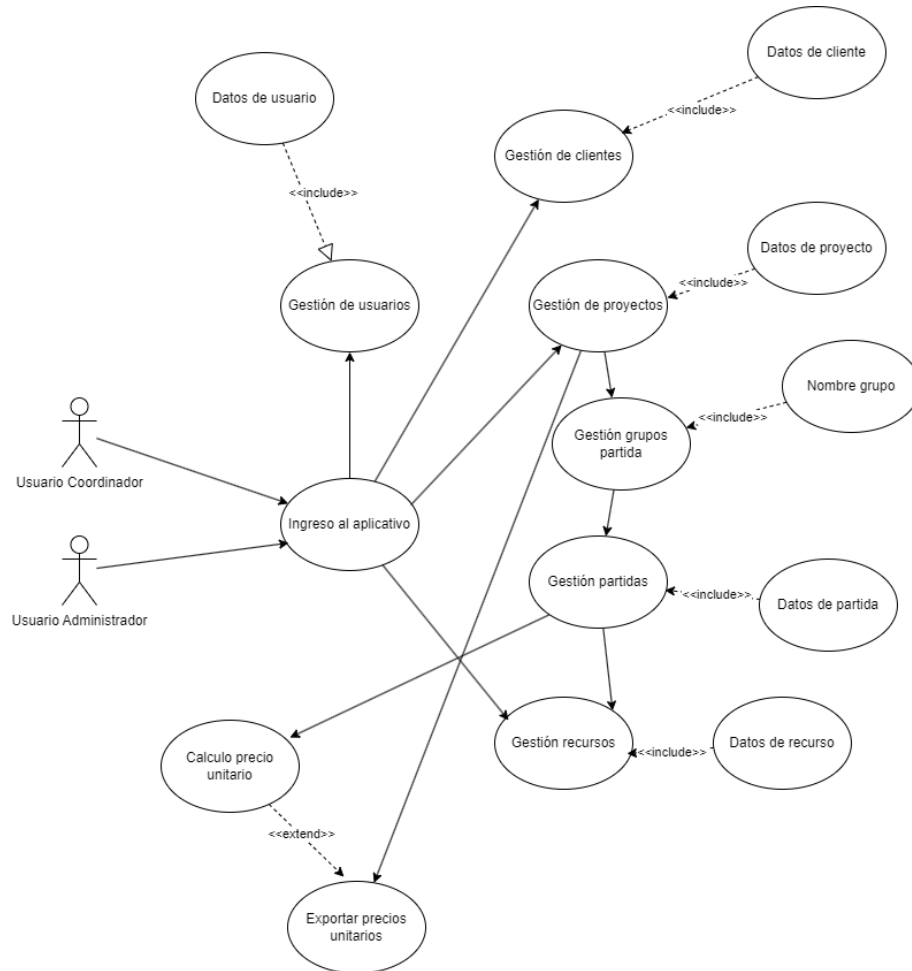 Datos de cliente
Datos de usuario
<<include>>
Gestión de clientes
<<include>>
Datos de proyecto
<<include>>
Gestión de usuarios
Gestión de proyectos
Nombre grupo
<<include>>
Gestión grupos
partida
Usuario Coordinador
Ingreso al aplicativo
Gestión partidas
<<include>>
Datos de partida
Usuario Administrador
Calculo precio
unitario
Gestión recursos
<<include>>
Datos de recurso
<<extend>>
Exportar precios
unitarios